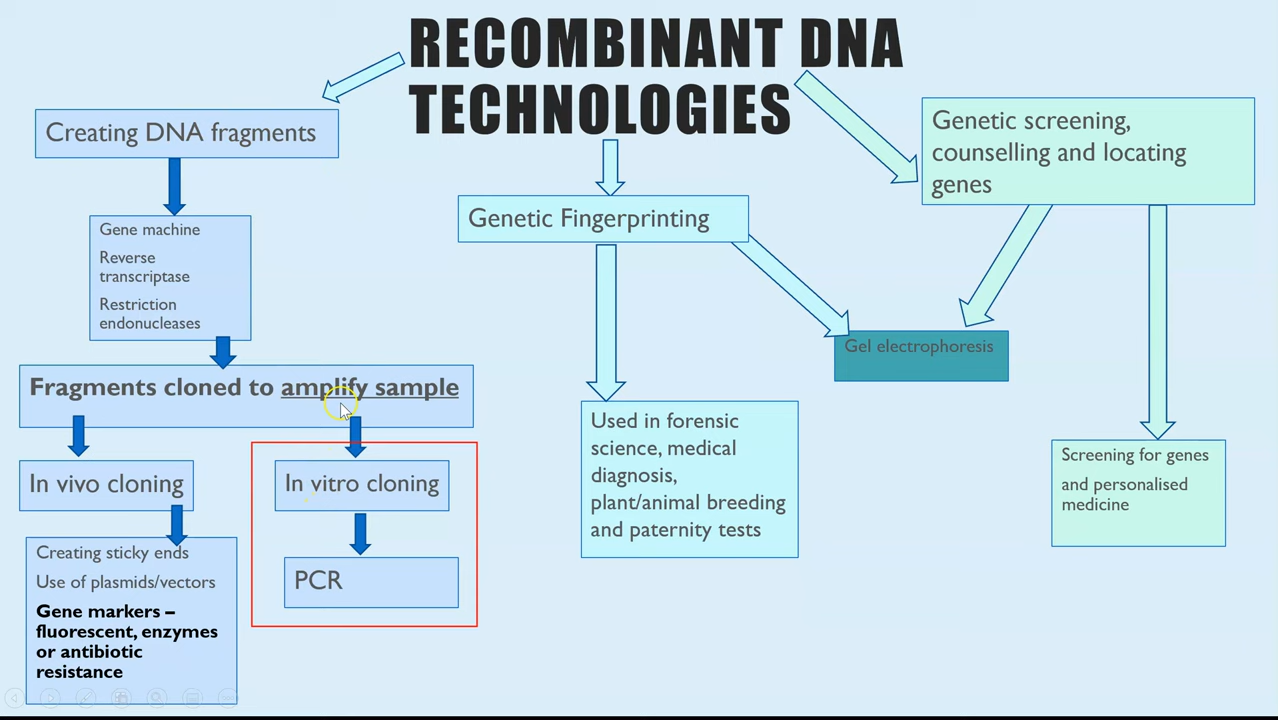 RECOMBINANT DNA
TECHNOLOGIES
Creating DNA fragments
Gene machine
Reverse
transcriptase
Restriction
endonucleases
Fragments cloned to amplify sample
In vivo cloning
Creating sticky ends
Use of plasmids/vectors
Gene markers –
fluorescent, enzymes
or antibiotic
resistance
In vitro cloning
PCR
Genetic Fingerprinting
Used in forensic
science, medical
diagnosis,
plant/animal breeding
and paternity tests
Gel electrophoresis
Genetic screening,
counselling and locating
genes
Screening for genes
and personalised
medicine